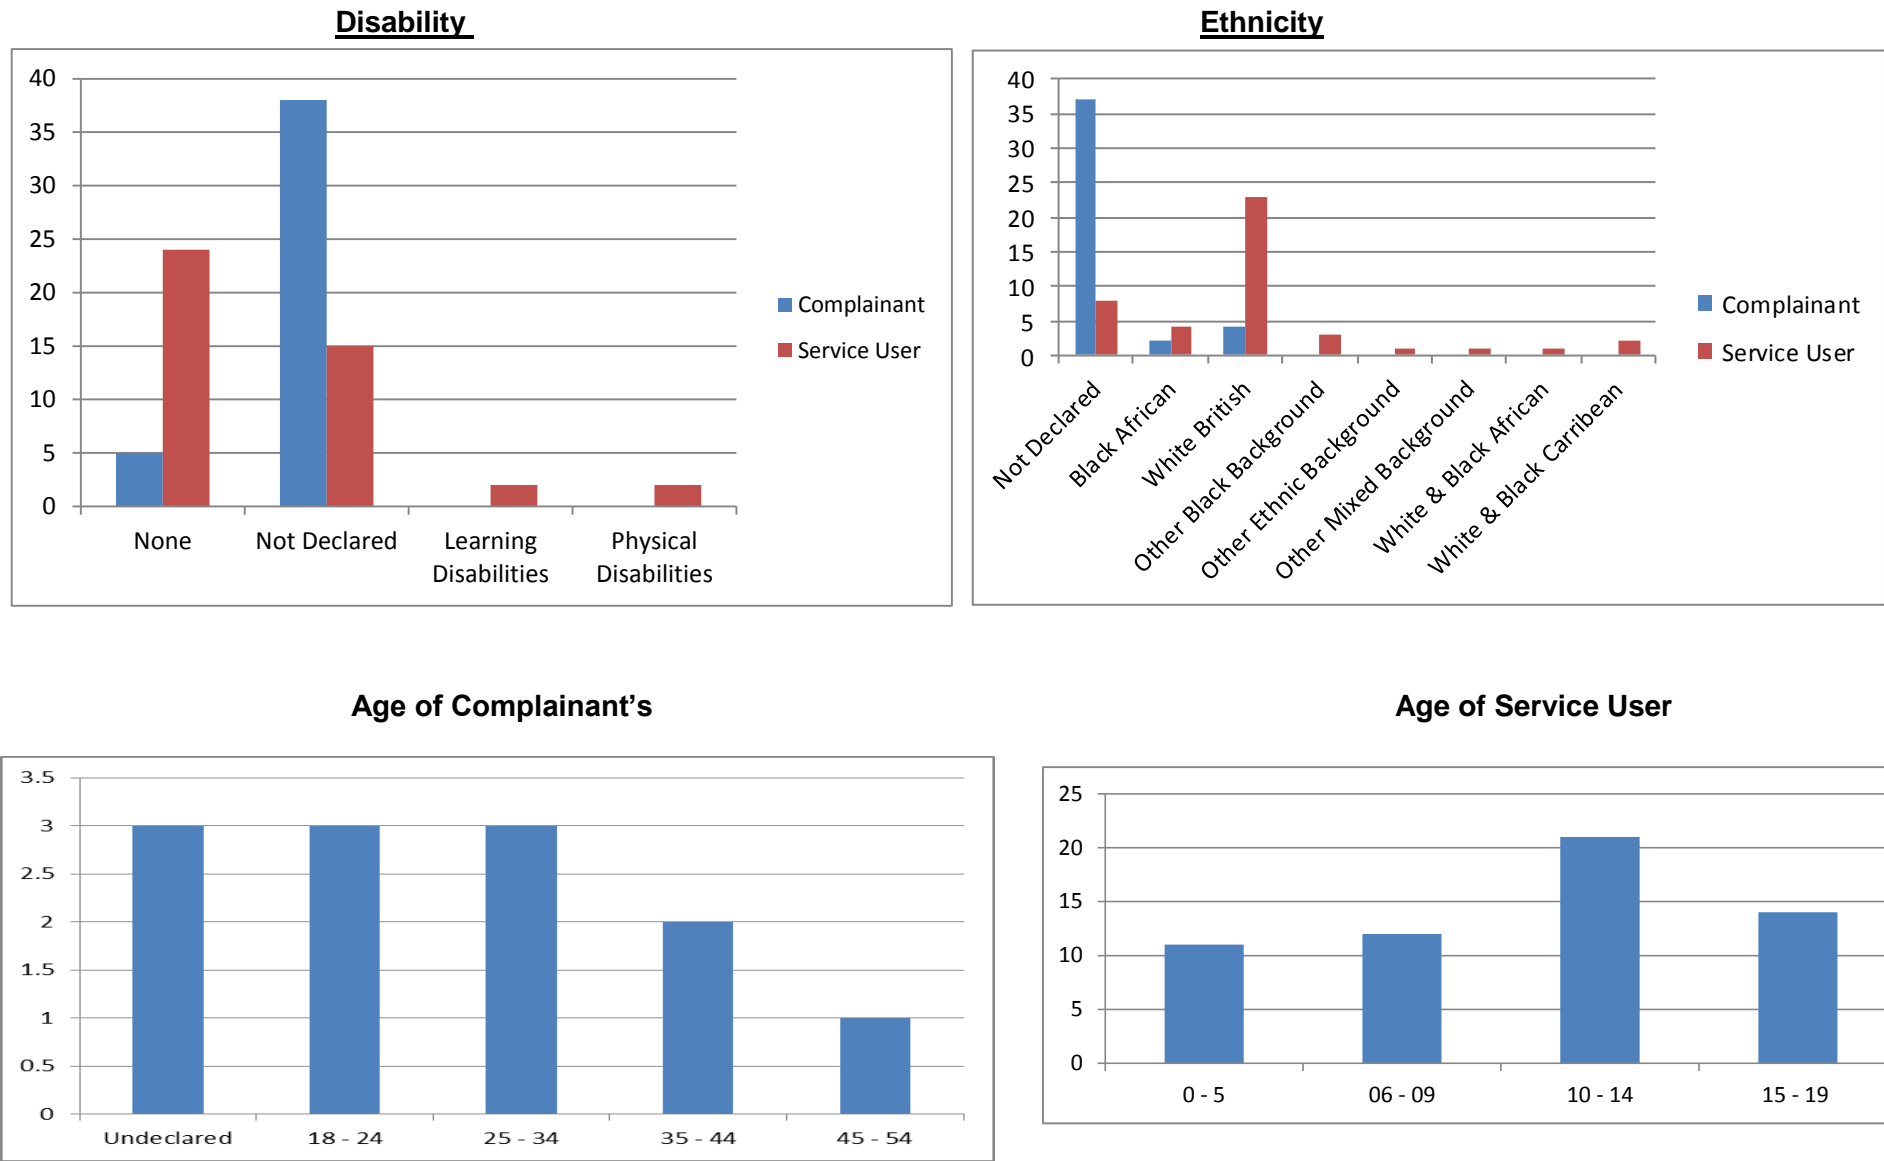 Disability
40
35
30
25
20
15
10
5
0
None
Not Declared
Learning
Disabilities
Physical
Disabilities
Complainant
Service User
Ethnicity
40
35
30
25
20
15
10
5
0
Not Declared
Black African
White British
Other Black Background
Other Ethnic Background
Other Mixed Background
White & Black African
White & Black Carribean
Complainant
Service User
Age of Complainant’s
3.5
3
2.5
2
1.5
1
0.5
0
Undeclared
18 - 24
25 - 34
35 - 44
45 - 54
Age of Service User
25
20
15
10
5
0
0 - 5
06 - 09
10 - 14
15 - 19